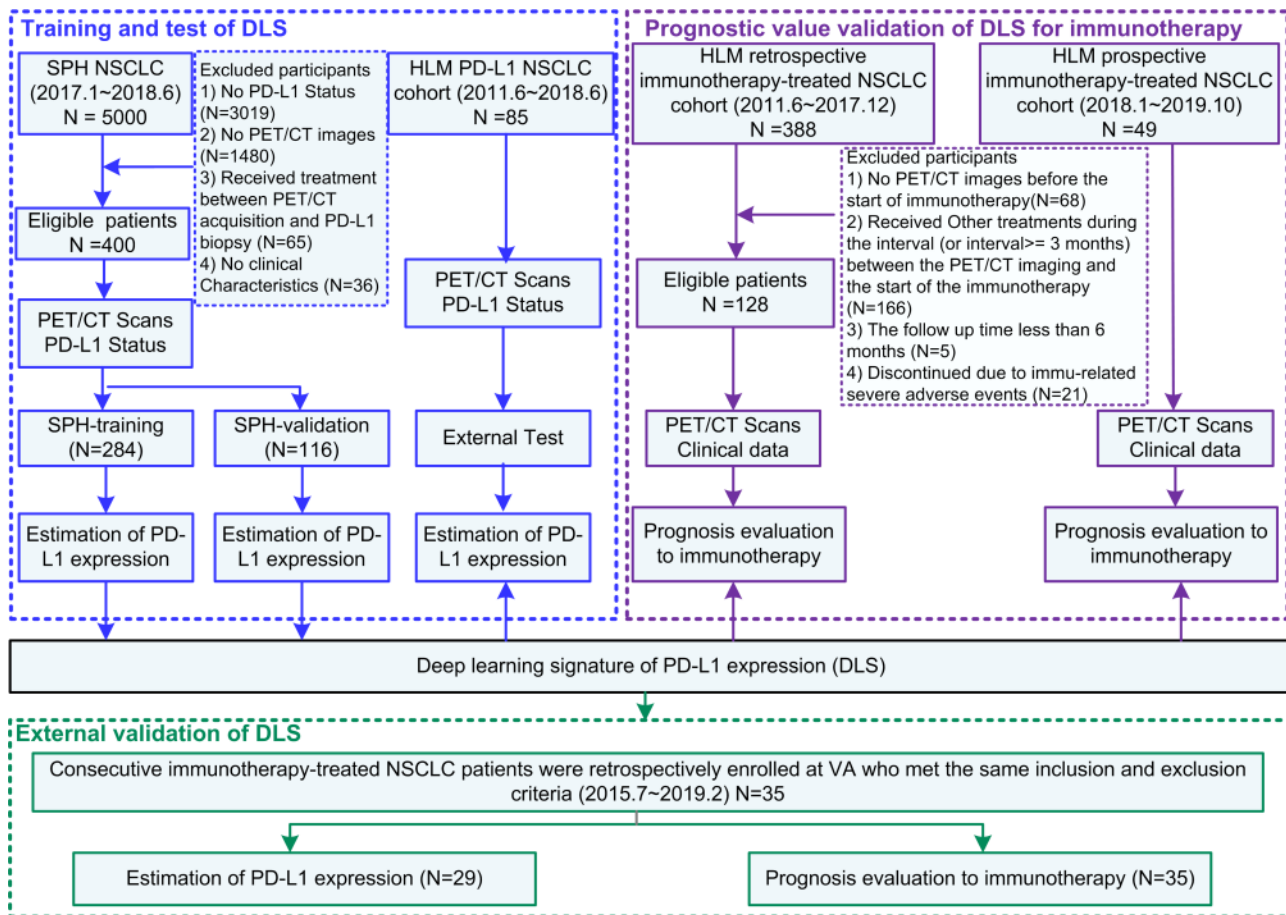 Training and test of DLS
SPH NSCLC
(2017.1~2018.6)
N = 5000
Excluded participants
1) No PD-L1 Status
(N=3019)
2) No PET/CT images
(N=1480)
3) Received treatment
between PET/CT
acquisition and PD-L1
biopsy (N=65)
4) No clinical
Characteristics (N=36)
HLM PD-L1 NSCLC
cohort (2011.6~2018.6)
N =85
Eligible patients
N =400
PET/CT Scans
PD-L1 Status
PET/CT Scans
PD-L1 Status
SPH-training
(N=284)
SPH-validation
(N=116)
External Test
Estimation of PD-
L1 expression
Estimation of PD-
L1 expression
Estimation of PD-
L1 expression
Prognostic value validation of DLS for immunotherapy
HLM retrospective
immunotherapy-treated NSCLC
cohort (2011.6~2017.12)
N =388
HLM prospective
immunotherapy-treated NSCLC
cohort (2018.1~2019.10)
N =49
Excluded participants
1) No PET/CT images before the
start of immunotherapy(N=68)
2) Received Other treatments during
the interval (or interval>= 3 months)
between the PET/CT imaging and
the start of the immunotherapy
(N=166)
3) The follow up time less than 6
months (N=5)
4) Discontinued due to immu-related
severe adverse events (N=21)
Eligible patients
N =128
PET/CT Scans
Clinical data
PET/CT Scans
Clinical data
Prognosis evaluation
to immunotherapy
Prognosis evaluation to
immunotherapy
Deep learning signature of PD-L1 expression (DLS)
External validation of DLS
Consecutive immunotherapy-treated NSCLC patients were retrospectively enrolled at VA who met the same inclusion and exclusion
criteria (2015.7~2019.2) N=35
Estimation of PD-L1 expression (N=29)
Prognosis evaluation to immunotherapy (N=35)